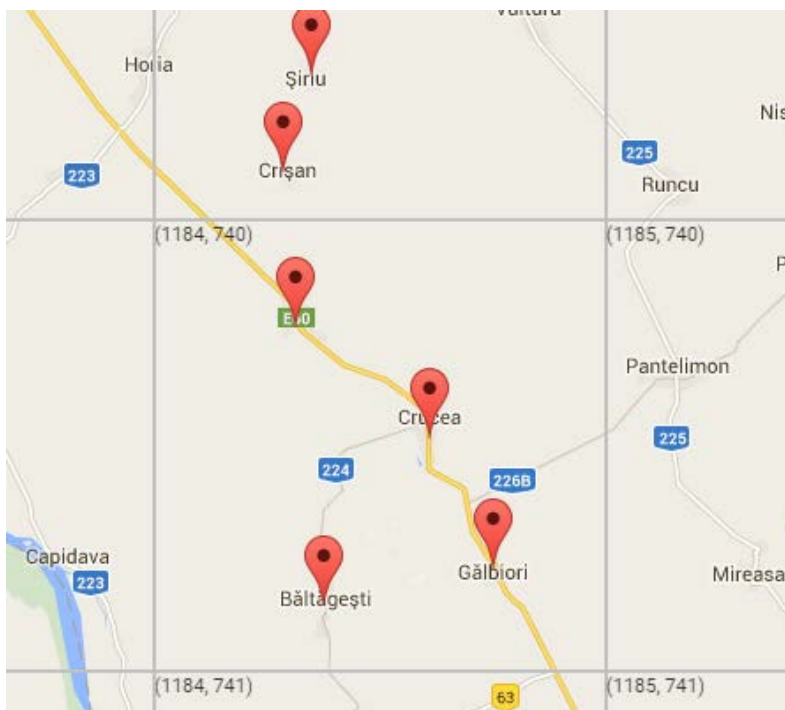 Horia
Şiriu
Crişan
223
225
Runcu
(1184, 740)
(1185, 740)
Pantelimon
Crucea
225
224
226B
Capidava
223
Băltăgeşti
Gălbiori
Mireasa
(1184, 741)
(1185, 741)
63